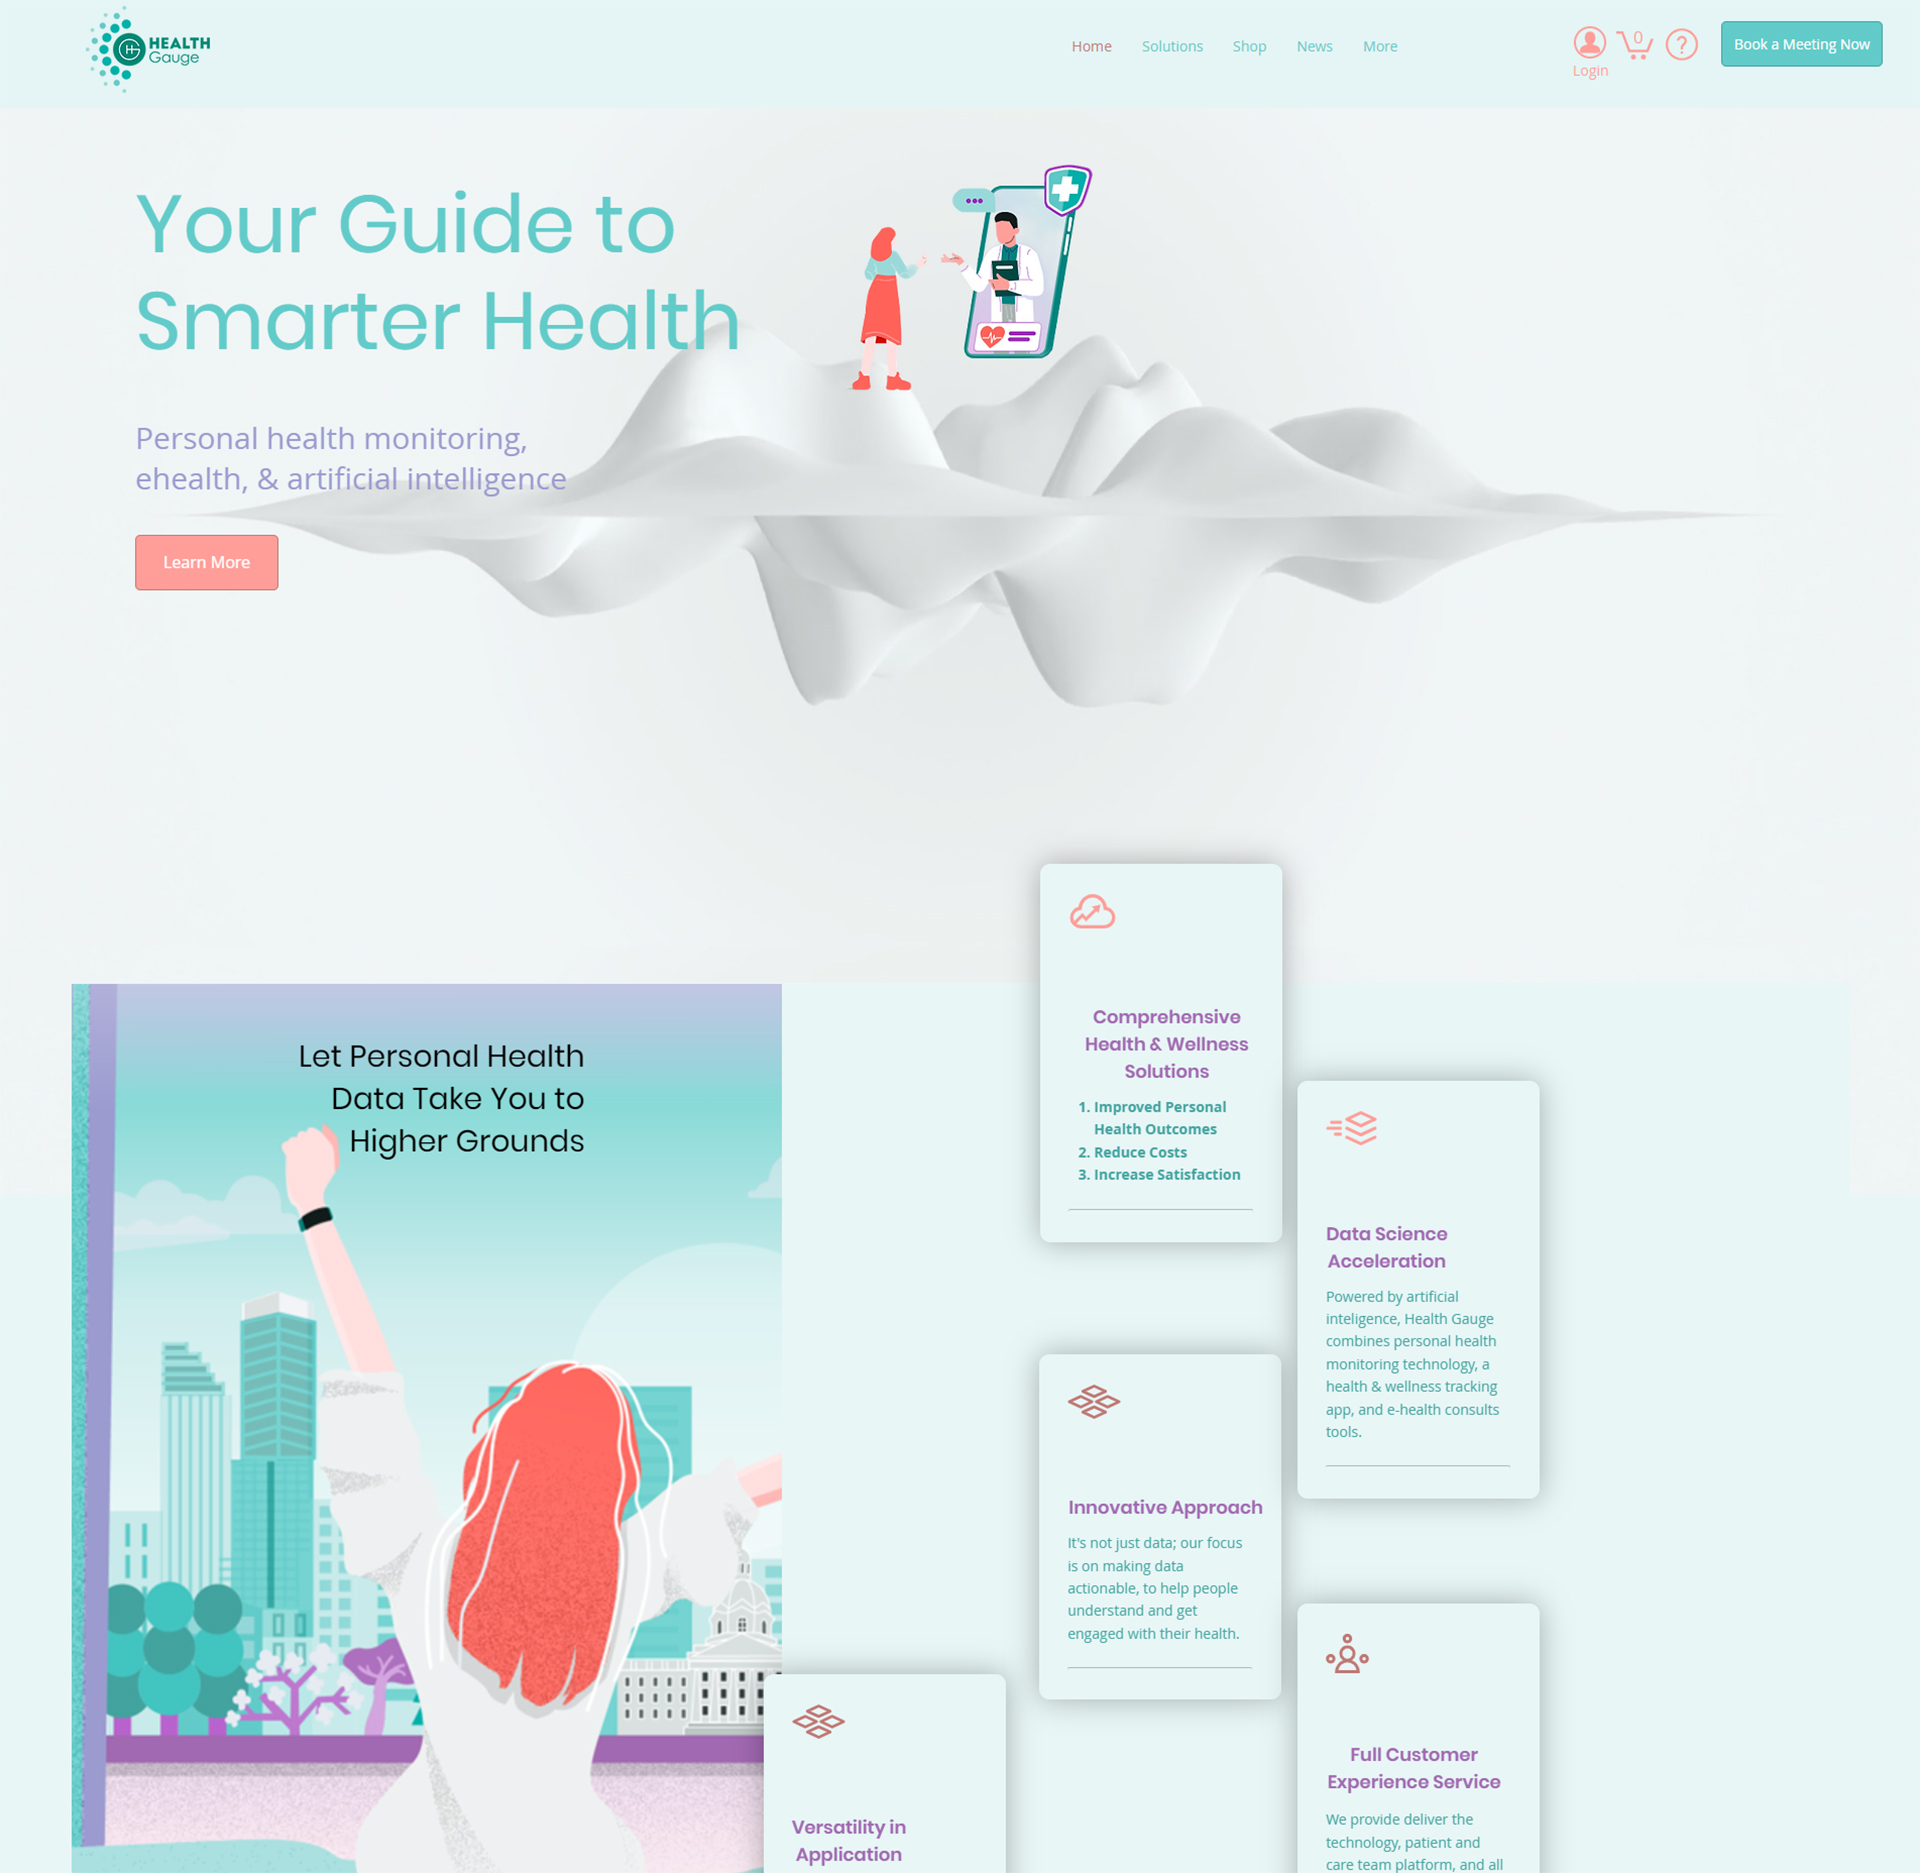 HEALTH
Gauge
Home Solutions Shop News More
0
Login
Book a Meeting Now
Your Guide to
Smarter Health
Personal health monitoring,
ehealth, & artificial intelligence
Learn More
Let Personal Health
Data Take You to
Higher Grounds
Comprehensive
Health & Wellness
Solutions
1. Improved Personal
Health Outcomes
2. Reduce Costs
3. Increase Satisfaction
Data Science
Acceleration
Powered by artificial
inteligence, Health Gauge
combines personal health
monitoring technology, a
health & wellness tracking
app, and e-health consults
tools.
Innovative Approach
It's not just data; our focus
is on making data
actionable, to help people
understand and get
engaged with their health.
Full Customer
Experience Service
We provide deliver the
technology, patient and
care team platform, and all
Versatility in
Application